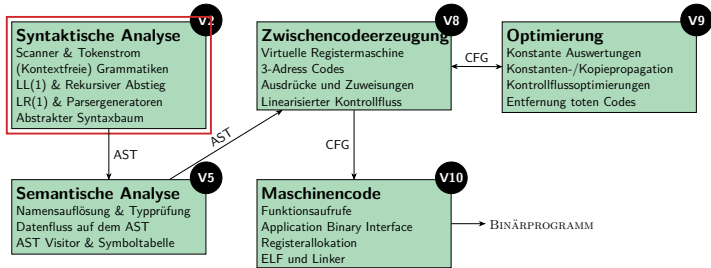 V2
Syntaktische Analyse
Scanner & Tokenstrom
(Kontextfreie) Grammatiken
LL(1) & Rekursiver Abstieg
LR(1) & Parsergeneratoren
Abstrakter Syntaxbaum
V8
Zwischencodeerzeugung
Virtuelle Registermaschine
3-Adress Codes
Ausdrücke und Zuweisungen
Linearisierter Kontrollfluss
CFG
V9
Optimierung
Konstante Auswertungen
Konstanten-/Kopiepropagation
Kontrollflussoptimierungen
Entfernung toten Codes
AST
AST
CFG
V5
Semantische Analyse
Namensauflösung & Typprüfung
Datenfluss auf dem AST
AST Visitor & Symboltabelle
V10
Maschinencode
Funktionsaufrufe
Application Binary Interface
Registerallokation
ELF und Linker
BINÄRPROGRAMM